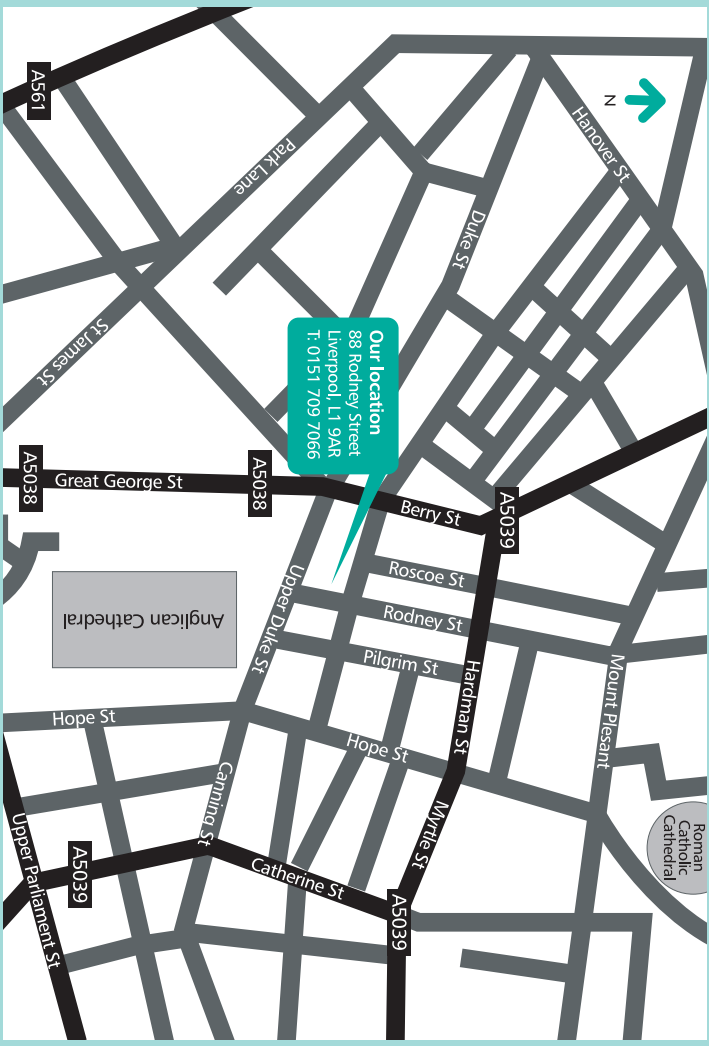 N
Hanover St
A561
Park Lane
Duke St
St James St
Our location
88 Rodney Street
Liverpool, L1 9AR
T: 0151 709 7066
A5038
Great George St
A5038
Berry St
A5039
Roscoe St
Rodney St
Pilgrim St
Upper Duke St
Anglican Cathedral
Hardman St
Mount Plesant
Hope St
Hope St
Canning St
Myrtle St
Roman
Catholic
Cathedral
Upper Parliament St
A5039
Catherine St
A5039